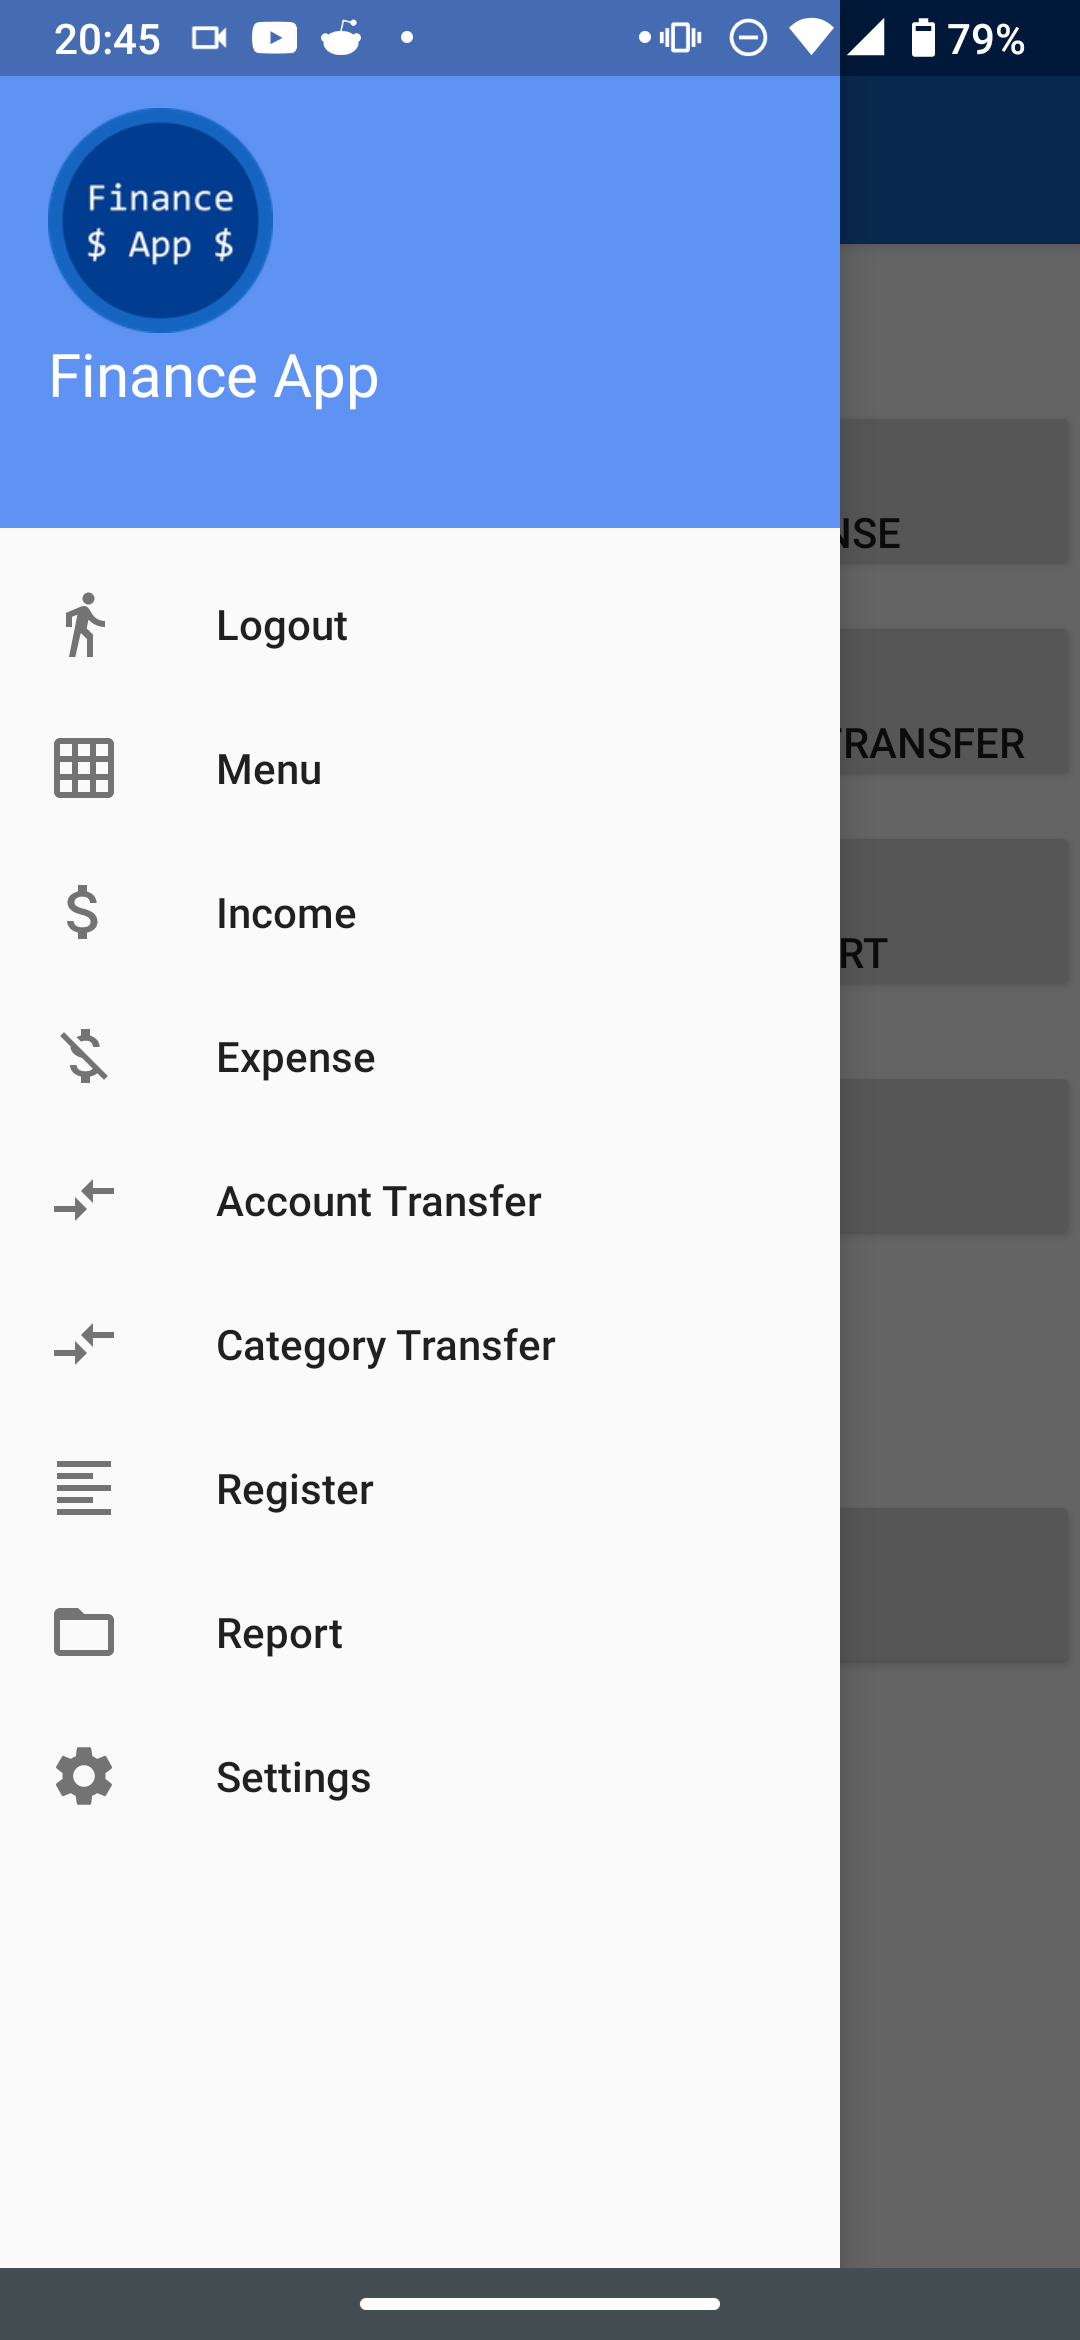 20:45 79%
Finance
$ App $
Finance App
Logout
Menu
Income
Expense
Account Transfer
Category Transfer
Register
Report
Settings
NSE
TRANSFER
RT